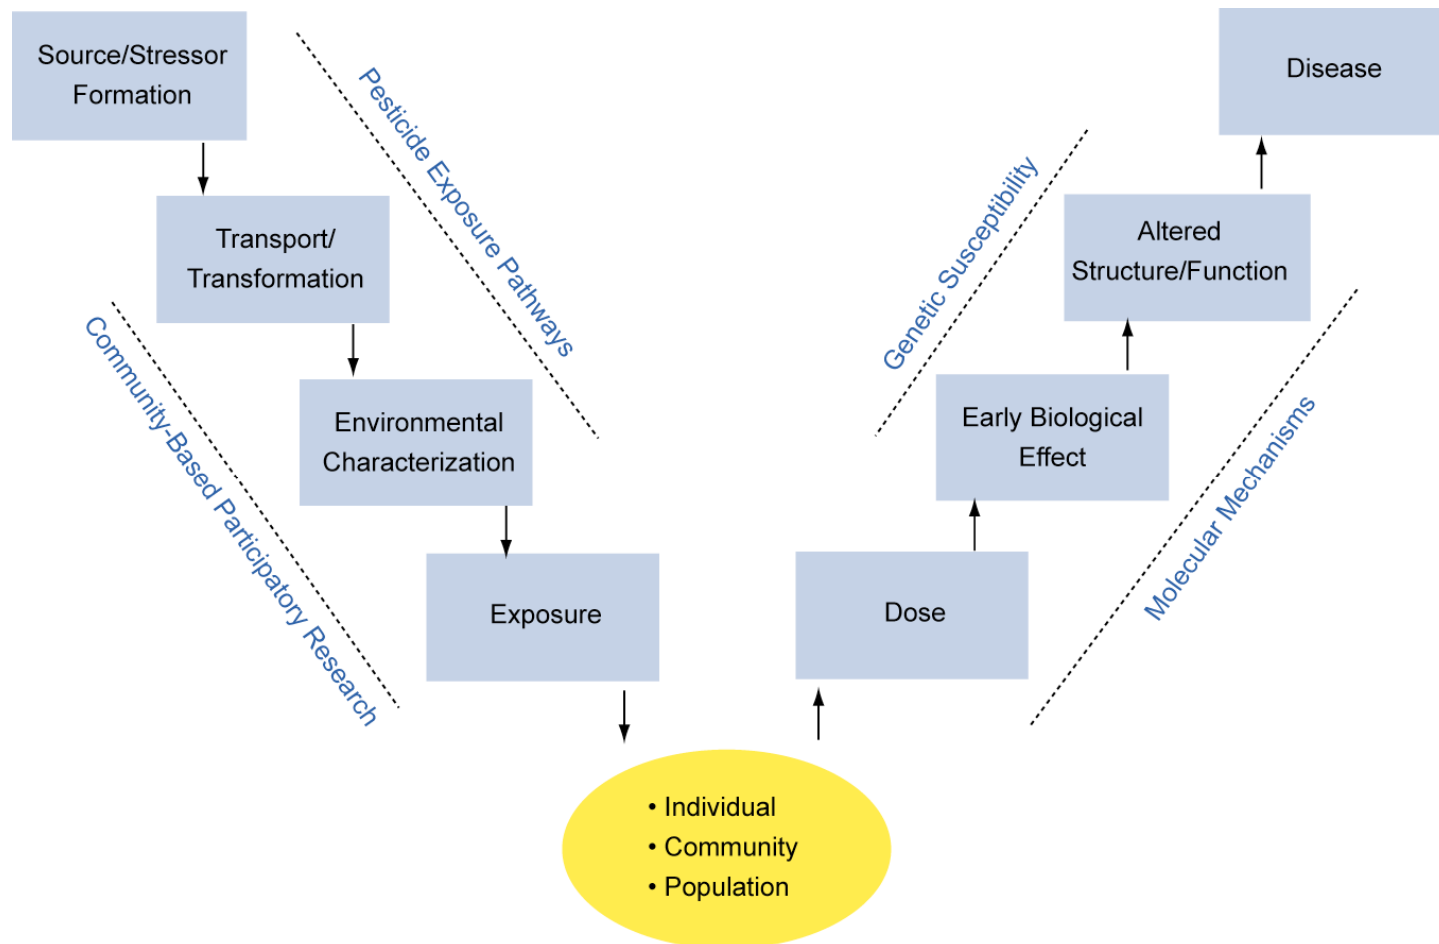 Source/Stressor
Formation
Pesticide Exposure Pathways
Transport/
Transformation
Community-Based Participatory Research
Environmental
Characterization
Exposure
• Individual
• Community
• Population
Dose
Early Biological
Effect
Genetic Susceptibility
Molecular Mechanisms
Altered
Structure/Function
Disease